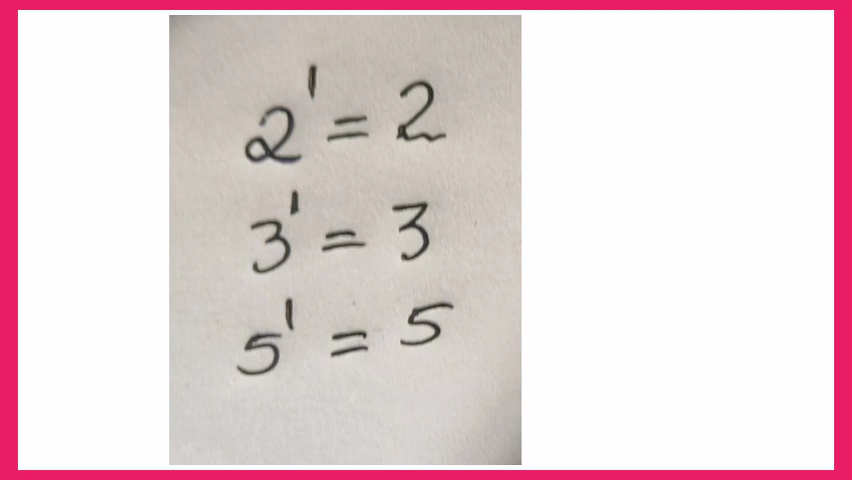 2¹ = 2
3¹ = 3
5¹ = 5